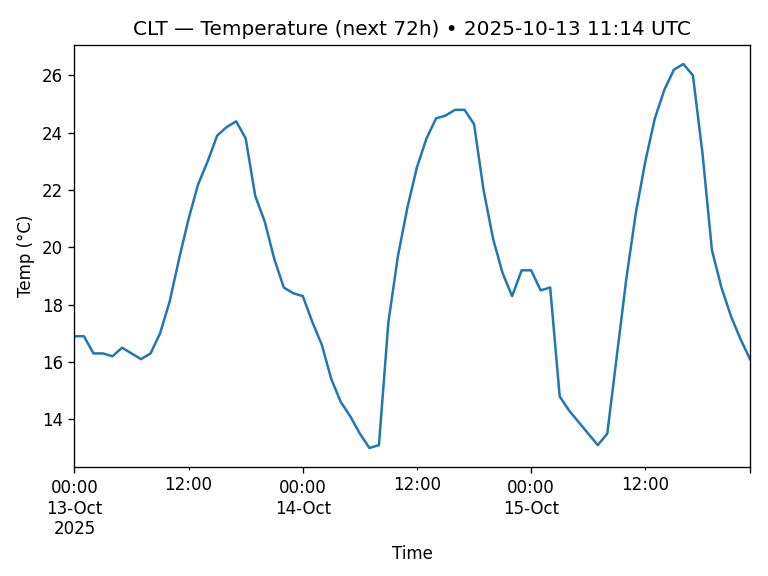 CLT — Temperature (next 72h) • 2025-10-13 11:14 UTC
Temp (°C)
26
24
22
20
18
16
14
00:00 12:00 00:00 12:00 00:00 12:00
13-Oct 14-Oct 15-Oct
2025
Time